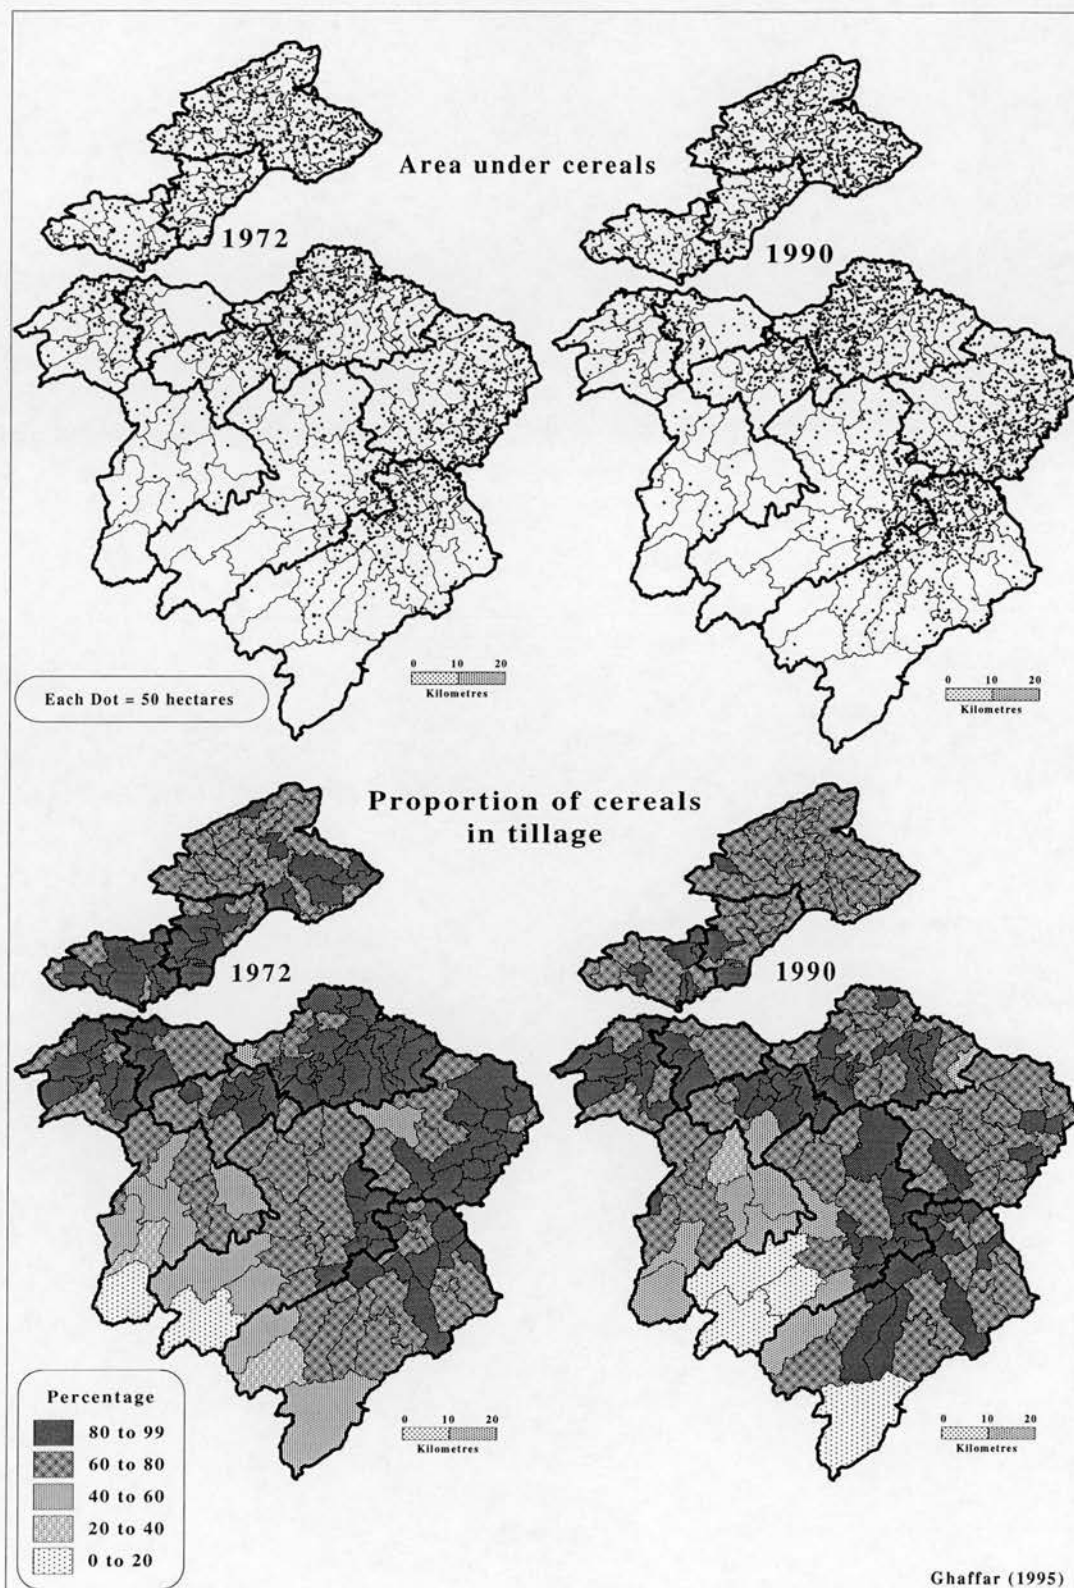 Area under cereals
1972
1990
0 10 20
Kilometres
0 10 20
Kilometres
Each Dot = 50 hectares
Proportion of cereals
in tillage
1972
1990
Percentage
80 to 99
60 to 80
40 to 60
20 to 40
0 to 20
0 10 20
Kilometres
0 10 20
Kilometres
Ghaffar (1995)